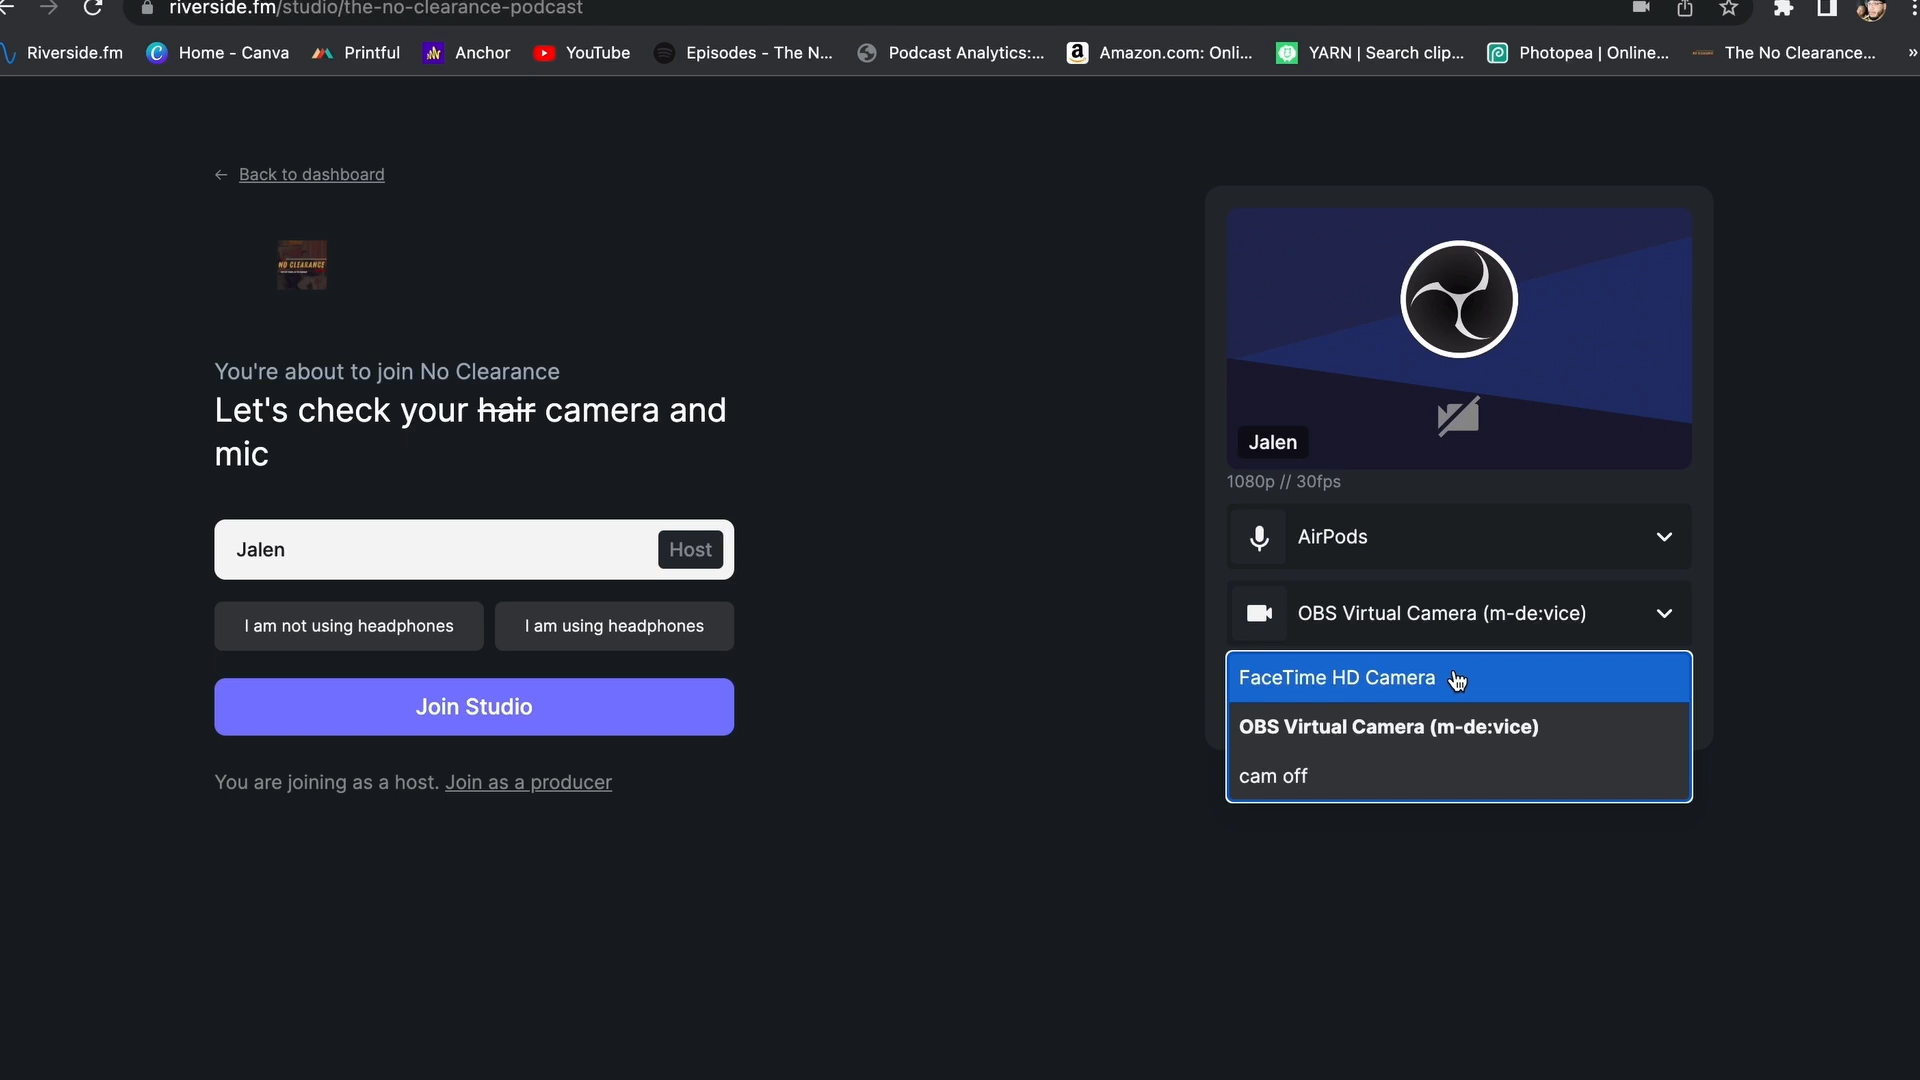 riverside.fm/studio/the-no-clearance-podcast
Riverside.fm
Home - Canva
Printful
Anchor
YouTube
Episodes - The N...
Podcast Analytics:...
Amazon.com: Onli...
YARN | Search clip...
Photopea | Online...
The No Clearance...
»
← Back to dashboard
NO CLEARANCE
You're about to join No Clearance
Let's check your hair camera and
mic
Jalen
Host
I am not using headphones
I am using headphones
Join Studio
You are joining as a host. Join as a producer
Jalen
1080p // 30fps
AirPods
OBS Virtual Camera (m-de:vice)
FaceTime HD Camera
OBS Virtual Camera (m-de:vice)
cam off